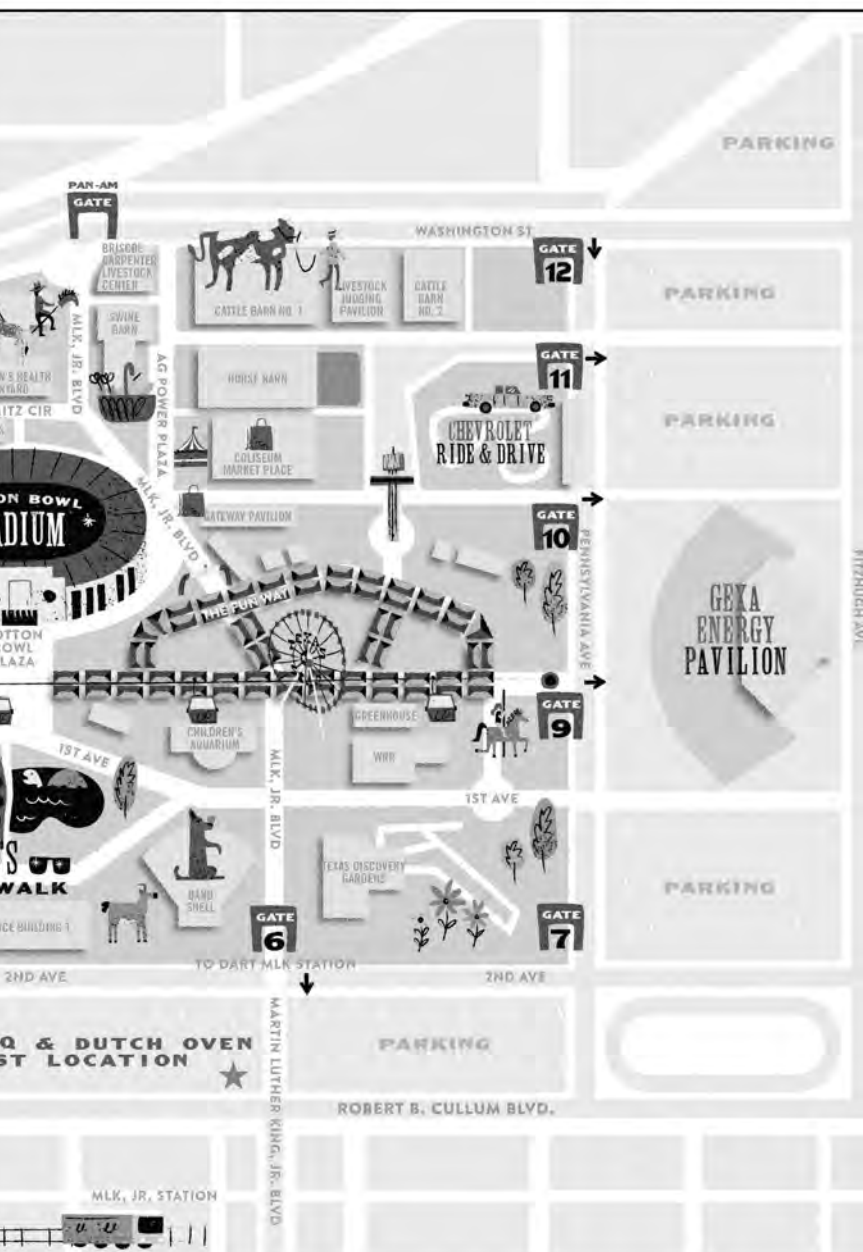 PARKING
PAN-AM
GATE
WASHINGTON ST
GATE
12
BRISCOE
CARPENTER
LIVESTOCK
CENTER
PARKING
CATTLE BARN NO. 1
LIVESTOCK
JUDGING
PAVILION
CATTLE
BARN
NO. 2
SWINE
BARN
MLK, JR. BLVD
AG POWER PLAZA
GATE
11
HORSE BARN
'S HEALTH
YARD
ITZ CIR
CHEVROLET
RIDE & DRIVE
PARKING
COLISEUM
MARKET PLACE
MLK, JR. BLVD
ON BOWL
ADIUM
GATEWAY PAVILION
GATE
10
PENNSYLVANIA AVE
FITZHUGH AVE
THE FUN WAY
GEXA
ENERGY
PAVILION
OTTON
OWL
LAZA
GATE
9
GREENHOUSE
CHILDREN'S
AQUARIUM
WRR
1ST AVE
MLK, JR. BLVD
1ST AVE
S
WALK
TEXAS DISCOVERY
GARDENS
BAND
SHELL
PARKING
GATE
6
GATE
7
CE BUILDING 1
TO DART MLK STATION
2ND AVE
2ND AVE
Q & DUTCH OVEN
ST LOCATION
PARKING
MARTIN LUTHER KING, JR. BLVD
ROBERT B. CULLUM BLVD.
MLK, JR. STATION